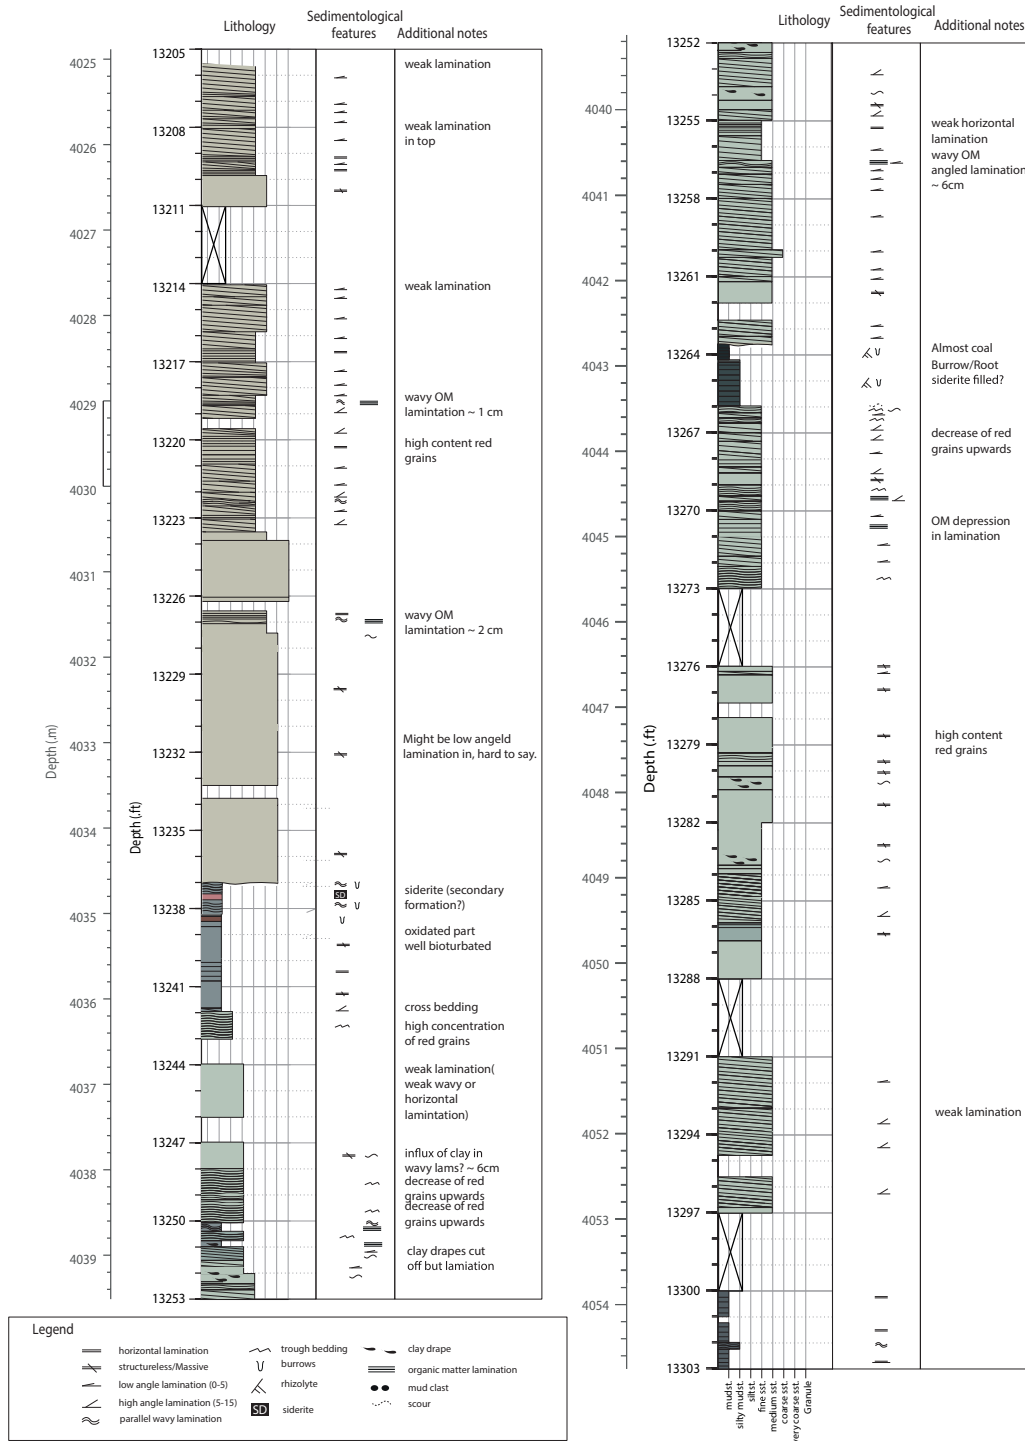 Lithology
Sedimentological
features
Additional notes
Depth (.m)
4025
4026
4027
4028
4029
4030
4031
4032
4033
4034
4035
4036
4037
4038
4039
Depth (.ft)
13205
13208
13211
13214
13217
13220
13223
13226
13229
13232
13235
13238
13241
13244
13247
13250
13253
weak lamination
weak lamination
in top
weak lamination
wavy OM
lamintation ~ 1 cm
high content red
grains
wavy OM
lamintation ~ 2 cm
Might be low angeld
lamination in, hard to say.
SD
siderite (secondary
formation?)
oxidated part
well bioturbated
cross bedding
high concentration
of red grains
weak lamination(
weak wavy or
horizontal
lamintation)
influx of clay in
wavy lams? ~ 6cm
decrease of red
grains upwards
decrease of red
grains upwards
clay drapes cut
off but lamiation
Lithology
Sedimentological
features
Additional notes
4040
4041
4042
4043
4044
4045
4046
4047
4048
4049
4050
4051
4052
4053
4054
Depth (.ft)
13252
13255
13258
13261
13264
13267
13270
13273
13276
13279
13282
13285
13288
13291
13294
13297
13300
13303
weak horizontal
lamination
wavy OM
angled lamination
~ 6cm
Almost coal
Burrow/Root
siderite filled?
decrease of red
grains upwards
OM depression
in lamination
high content
red grains
weak lamination
mudst.
silty mudst.
siltst.
fine sst.
medium sst.
coarse sst.
very coarse sst.
Granule
Legend
horizontal lamination
structureless/Massive
low angle lamination (0-5)
high angle lamination (5-15)
parallel wavy lamination
trough bedding
burrows
rhizolyte
SD siderite
clay drape
organic matter lamination
mud clast
scour